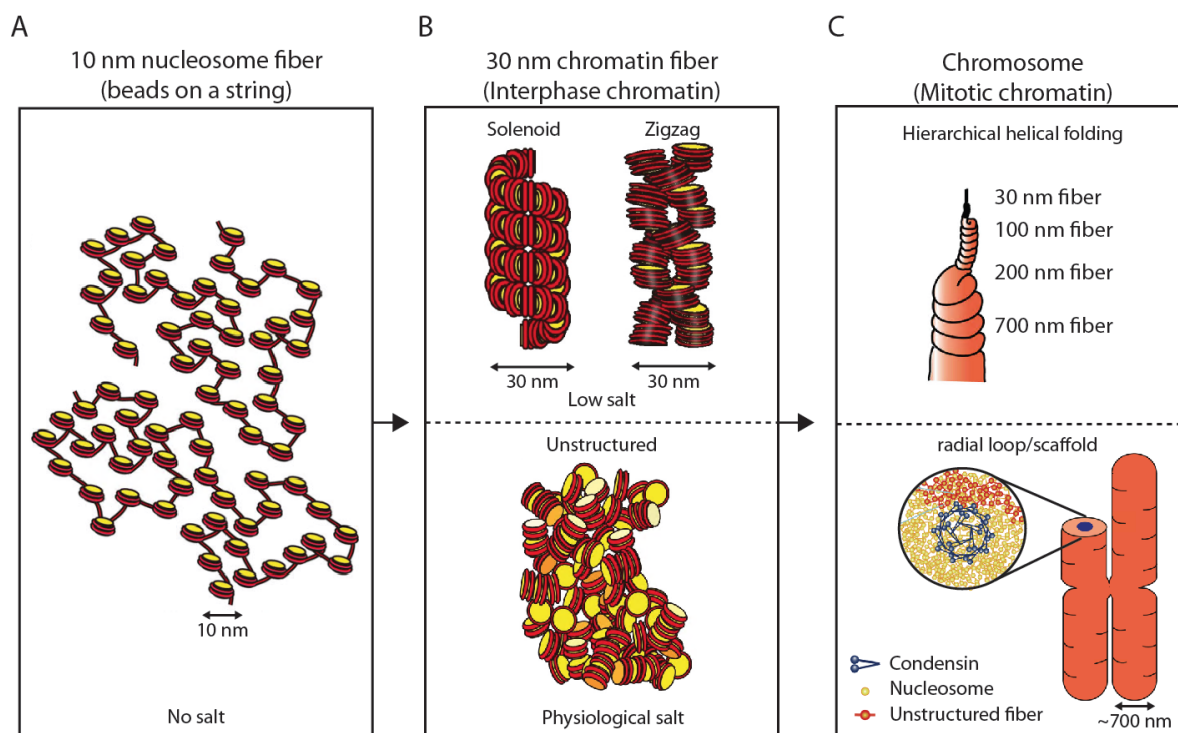 A
10 nm nucleosome fiber
(beads on a string)
10 nm
No salt
B
30 nm chromatin fiber
(Interphase chromatin)
Solenoid
Zigzag
30 nm
30 nm
Low salt
Unstructured
Physiological salt
C
Chromosome
(Mitotic chromatin)
Hierarchical helical folding
30 nm fiber
100 nm fiber
200 nm fiber
700 nm fiber
radial loop/scaffold
Condensin
Nucleosome
Unstructured fiber
~700 nm